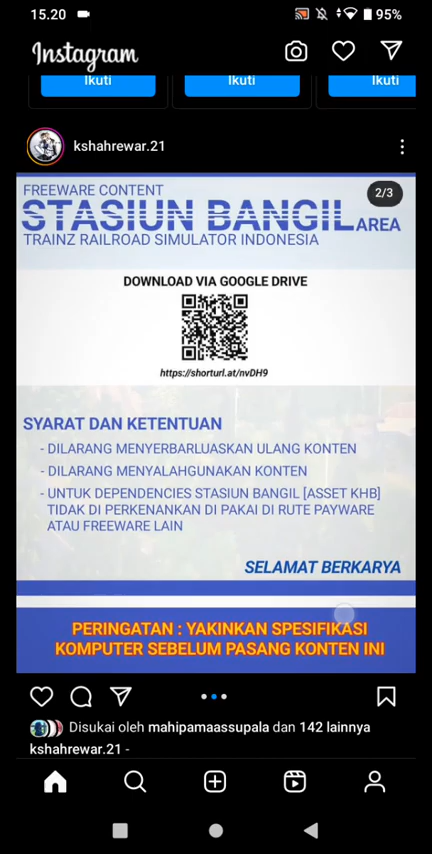 15.20
95%
Instagram
Ikuti
Ikuti
Ikuti
kshahrewar.21
2/3
FREEWARE CONTENT
STASIUN BANGIL AREA
TRAINZ RAILROAD SIMULATOR INDONESIA
DOWNLOAD VIA GOOGLE DRIVE
https://shorturl.at/nvDH9
SYARAT DAN KETENTUAN
- DILARANG MENYERBARLUASKAN ULANG KONTEN
- DILARANG MENYALAHGUNAKAN KONTEN
- UNTUK DEPENDENCIES STASIUN BANGIL [ASSET KHB]
TIDAK DI PERKENANKAN DI PAKAI DI RUTE PAYWARE
ATAU FREEWARE LAIN
SELAMAT BERKARYA
PERINGATAN : YAKINKAN SPESIFIKASI
KOMPUTER SEBELUM PASANG KONTEN INI
Disukai oleh mahipamaassupala dan 142 lainnya
kshahrewar.21 -